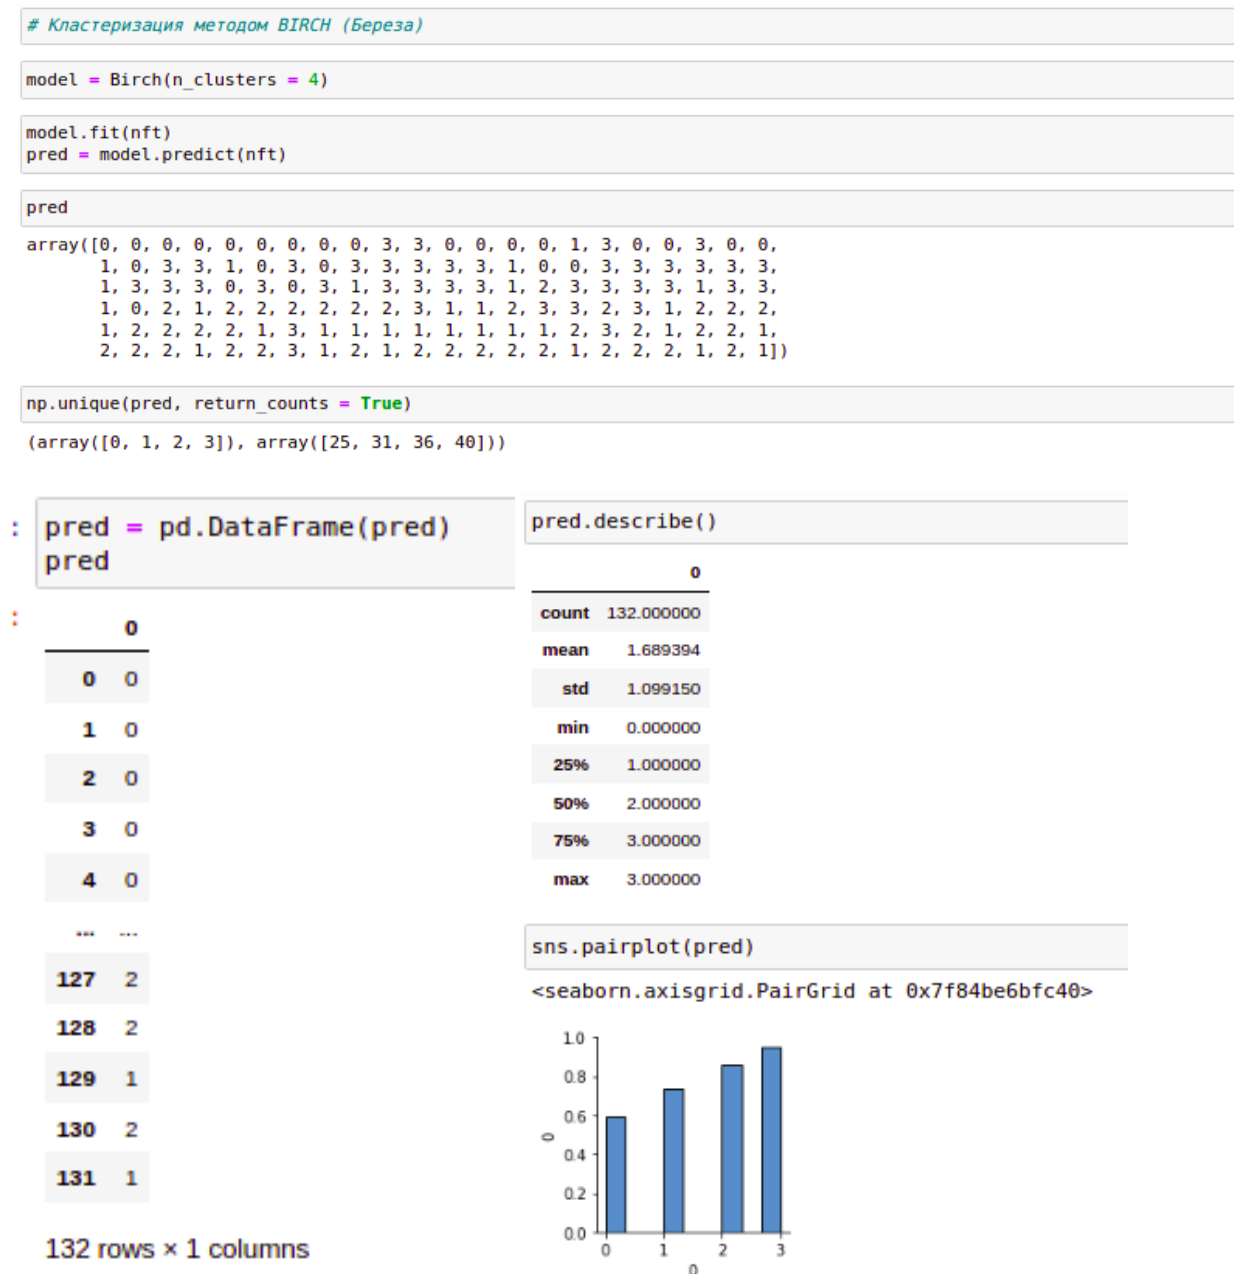 # Кластеризация методом BIRCH (Береза)
model = Birch(n_clusters = 4)
model.fit(nft)
pred = model.predict(nft)
pred
array([0, 0, 0, 0, 0, 0, 0, 0, 0, 3, 3, 0, 0, 0, 0, 1, 3, 0, 0, 3, 0, 0,
1, 0, 3, 3, 1, 0, 3, 0, 3, 3, 3, 3, 3, 1, 0, 0, 3, 3, 3, 3, 3, 3,
1, 3, 3, 3, 0, 3, 0, 3, 1, 3, 3, 3, 3, 1, 2, 3, 3, 3, 3, 1, 3, 3,
1, 0, 2, 1, 2, 2, 2, 2, 2, 2, 3, 1, 1, 2, 3, 3, 2, 3, 1, 2, 2, 2,
1, 2, 2, 2, 2, 1, 3, 1, 1, 1, 1, 1, 1, 1, 1, 2, 3, 2, 1, 2, 2, 1,
2, 2, 2, 1, 2, 2, 3, 1, 2, 1, 2, 2, 2, 2, 2, 1, 2, 2, 2, 1, 2, 1])
np.unique(pred, return_counts = True)
(array([0, 1, 2, 3]), array([25, 31, 36, 40]))
: pred = pd.DataFrame(pred)
pred
:
0
0 0
1 0
2 0
3 0
4 0
... ...
127 2
128 2
129 1
130 2
131 1
132 rows × 1 columns
pred.describe()
0
count 132.000000
mean 1.689394
std 1.099150
min 0.000000
25% 1.000000
50% 2.000000
75% 3.000000
max 3.000000
sns.pairplot(pred)
<seaborn.axisgrid.PairGrid at 0x7f84be6bfc40>
1.0
0.8
0.6
0
0.4
0.2
0.0
0 1 2 3
0